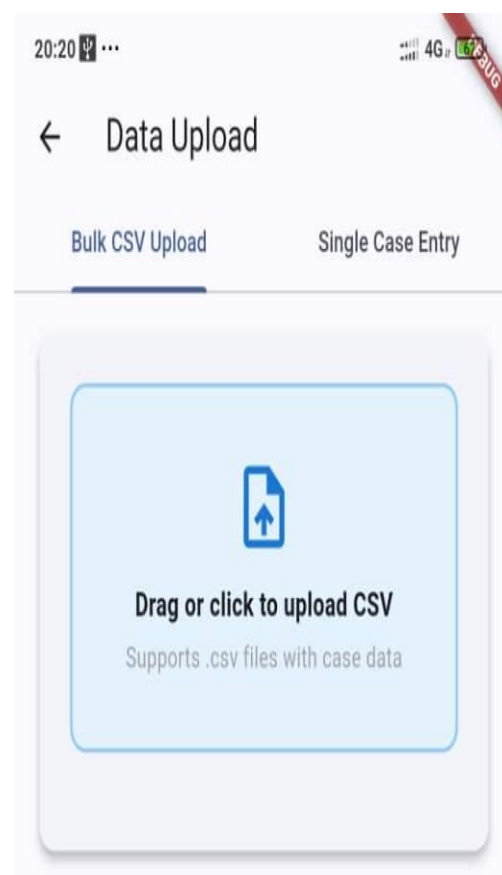 20:20 ...
4G
DEBUG
← Data Upload
Bulk CSV Upload
Single Case Entry
Drag or click to upload CSV
Supports .csv files with case data